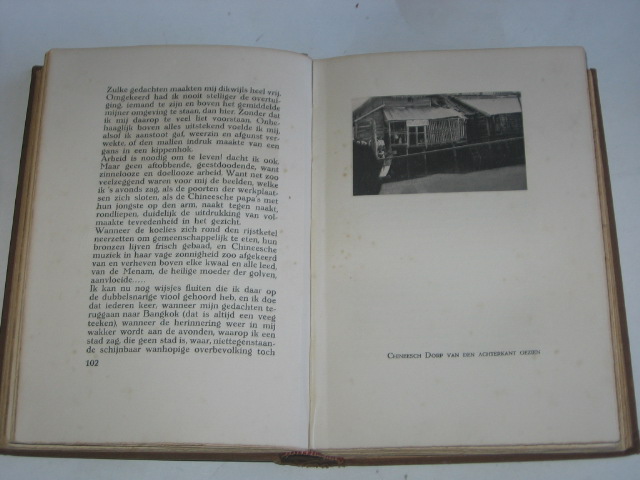 Zulke gedachten maakten mij dikwijls heel vrij.
Omgekeerd had ik nooit stelliger de overtui-
ging, iemand te zijn en boven het gemiddelde
mijner omgeving te staan, dan hier. Zonder dat
ik mij daarop te veel liet voorstaan. Onbe-
haaglijk boven alles uitstekend voelde ik mij,
alsof ik aanstoot gaf, weerzin en afgunst ver-
wekte, of den mallen indruk maakte van een
gans in een kippenhok.
Arbeid is noodig om te leven! dacht ik ook.
Maar geen aftobbende, geestdoodende, want
zinnelooze en doellooze arbeid. Want net zoo
veelzeggend waren voor mij de beelden, welke
ik 's avonds zag, als de poorten der werkplaat-
sen zich sloten, als de Chineesche papa's met
hun jongste op den arm, naakt tegen naakt,
rondliepen, duidelijk de uitdrukking van vol-
maakte tevredenheid in het gezicht.
Wanneer de koelies zich rond den rijstketel
neerzetten om gemeenschappelijk te eten, hun
bronzen lijven frisch gebaad, en Chineesche
muziek in haar vage zonnigheid zoo afgekeerd
van en verheven boven elke kwaal en alle leed,
van de Menam, de heilige moeder der golven,
aanvloeide.....
Ik kan nu nog wijsjes fluiten die ik daar op
de dubbelsnarige viool gehoord heb, en ik doe
dat iederen keer, wanneer mijn gedachten te-
ruggaan naar Bangkok (dat is altijd een veeg
teeken), wanneer de herinnering weer in mij
wakker wordt aan de avonden, waarop ik een
stad zag, die geen stad is, waar, niettegenstaan-
de schijnbaar wanhopige overbevolking toch
102
Chineesch Dorp van den achterkant gezien